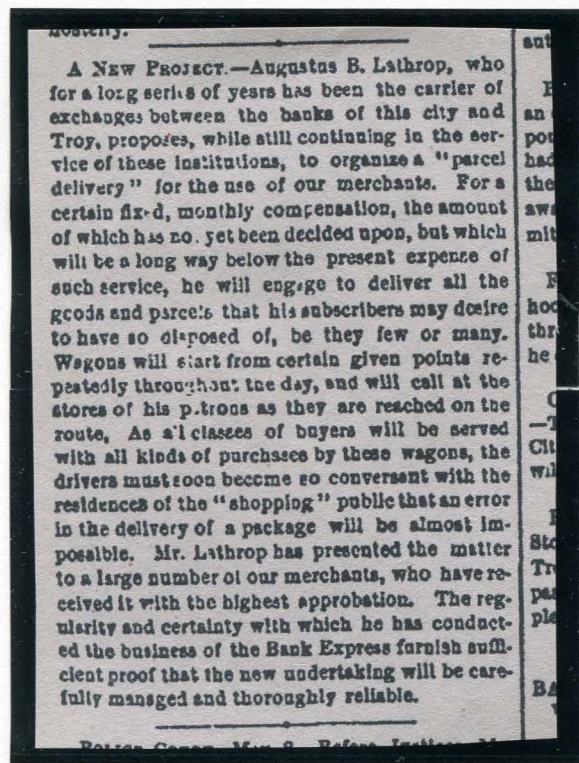 A NEW PROJECT.—Augustus B. Lathrop, who
for a long series of years has been the carrier of
exchanges between the banks of this city and
Troy, proposes, while still continuing in the ser-
vice of these institutions, to organize a "parcel
delivery" for the use of our merchants. For a
certain fixed, monthly compensation, the amount
of which has no. yet been decided upon, but which
will be a long way below the present expense of
such service, he will engage to deliver all the
goods and parcels that his subscribers may desire
to have so disposed of, be they few or many.
Wagons will start from certain given points re-
peatedly throughout the day, and will call at the
stores of his patrons as they are reached on the
route. As all classes of buyers will be served
with all kinds of purchases by these wagons, the
drivers must soon become so conversant with the
residences of the "shopping" public that an error
in the delivery of a package will be almost im-
possible. Mr. Lathrop has presented the matter
to a large number of our merchants, who have re-
ceived it with the highest approbation. The reg-
ularity and certainty with which he has conduct-
ed the business of the Bank Express furnish suffi-
cient proof that the new undertaking will be care-
fully managed and thoroughly reliable.